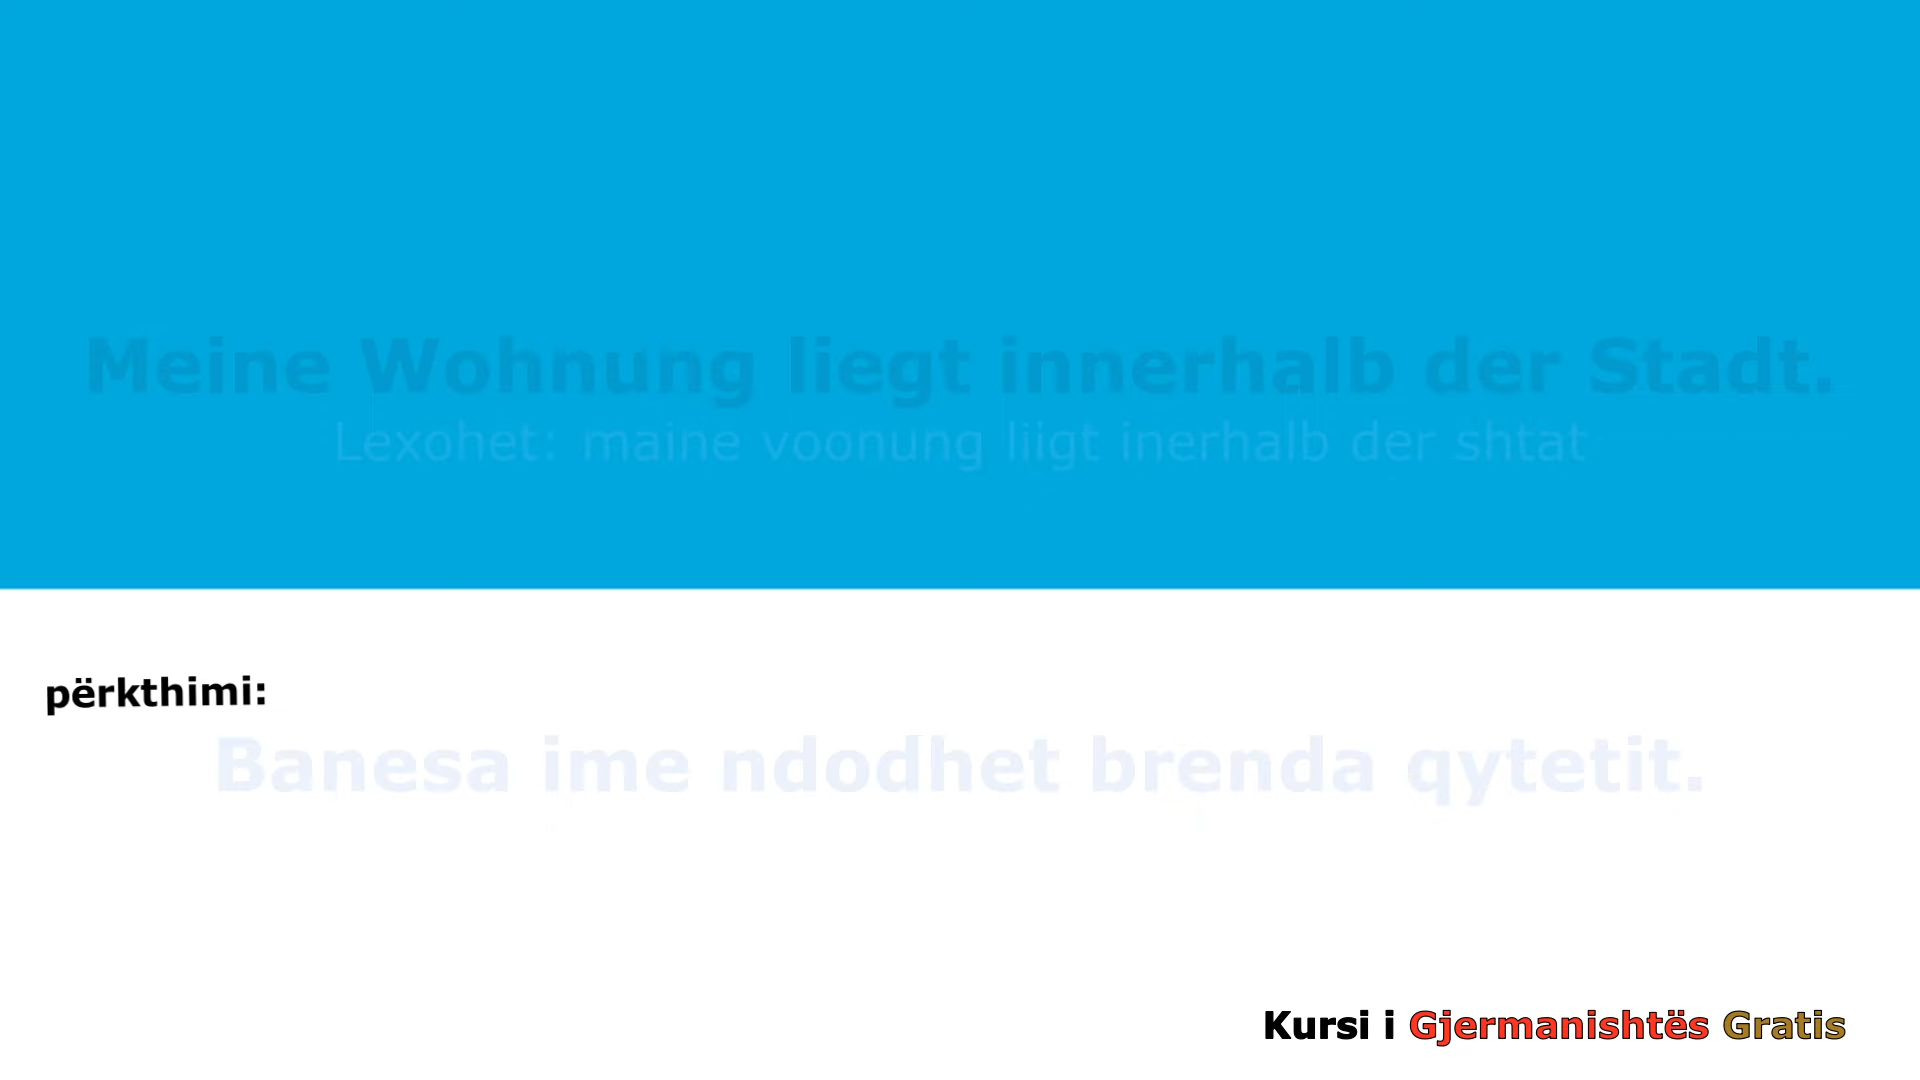 Meine Wohnung liegt innerhalb der Stadt.
Lexohet: maine voonung liigt inerhalb der shtat
përkthimi:
Banesa ime ndodhet brenda qytetit.
Kursi i Gjermanishtës Gratis